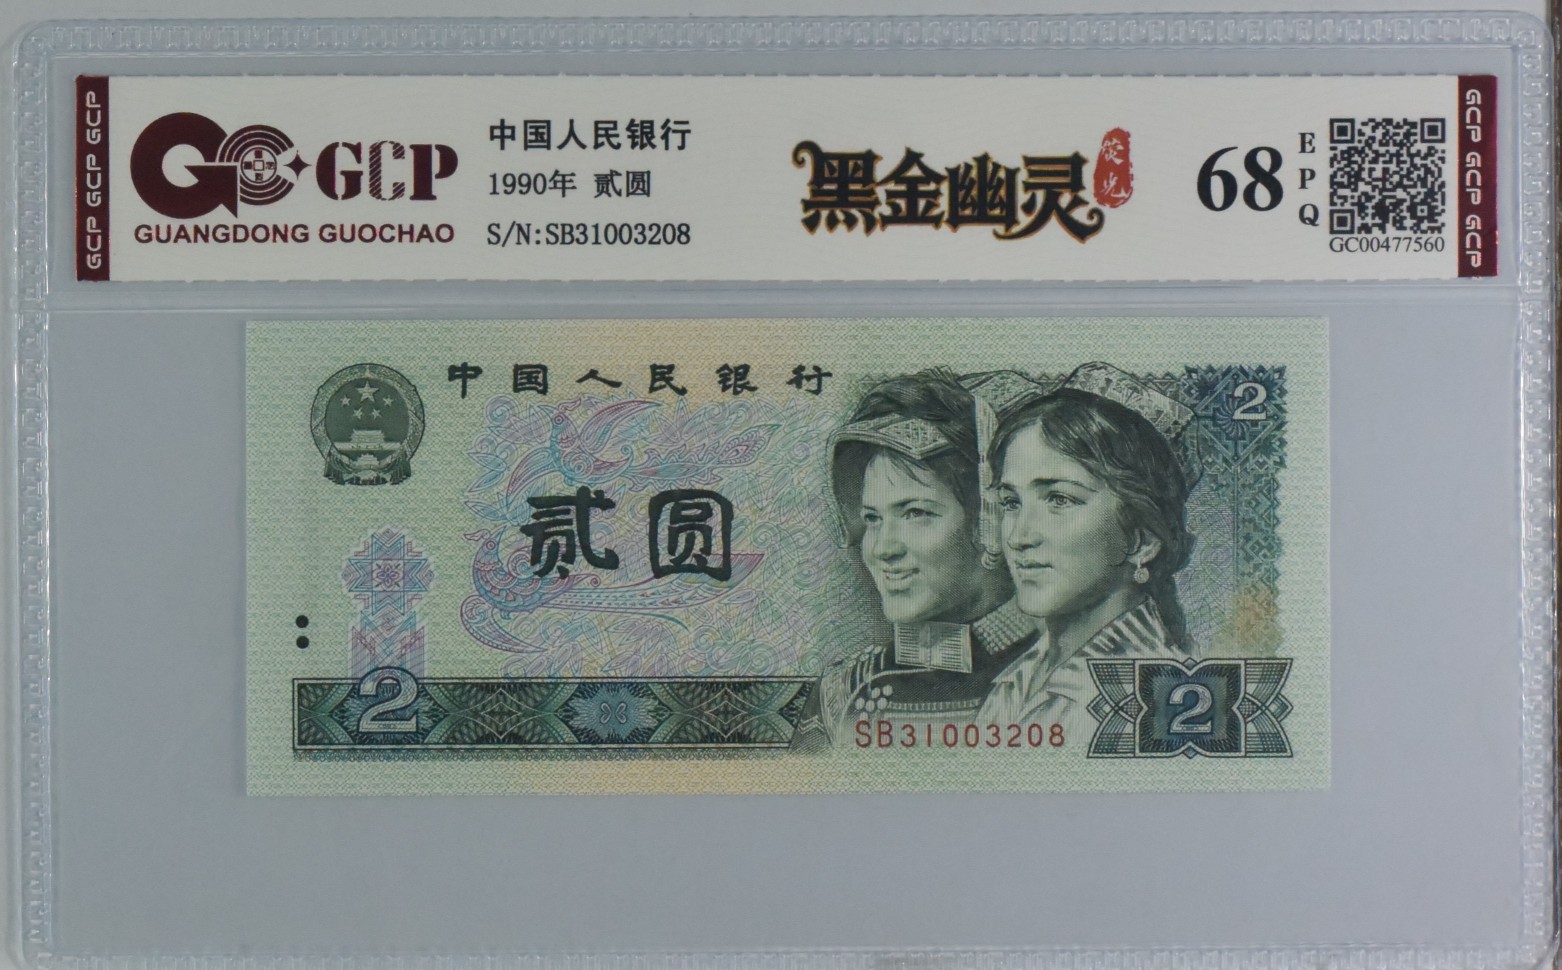 GCP GCP GCP
GCP
GUANGDONG GUOCHAO
中国人民银行
1990年 贰圆
S/N:SB31003208
黑金幽灵
荧光
68
EPQ
GC00477560
GCP GCP GCP
中国人民银行
2
贰圆
2
SB31003208
2